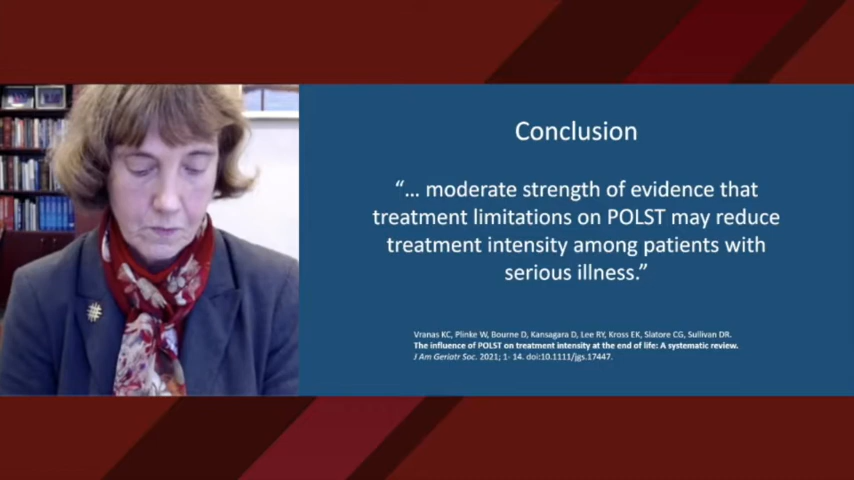 Conclusion
“... moderate strength of evidence that
treatment limitations on POLST may reduce
treatment intensity among patients with
serious illness.”
Vranas KC, Plinke W, Bourne D, Kansagara D, Lee RY, Kross EK, Slatore CG, Sullivan DR.
The influence of POLST on treatment intensity at the end of life: A systematic review.
J Am Geriatr Soc. 2021; 1- 14. doi:10.1111/jgs.17447.